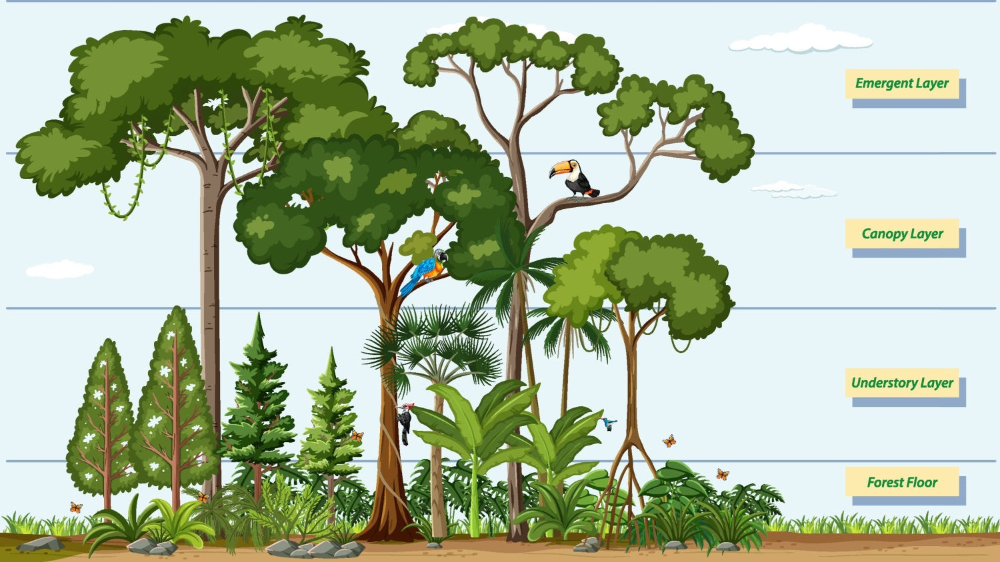 Emergent Layer
Canopy Layer
Understory Layer
Forest Floor